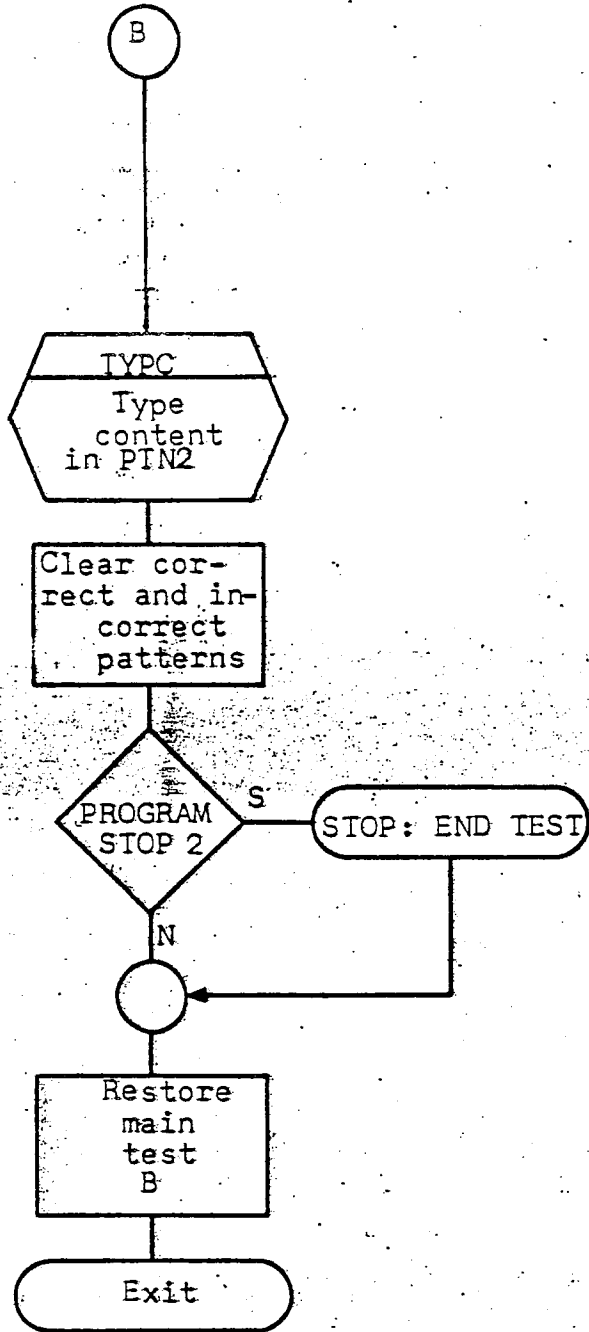 B
TYPC
Type
content
in PTN2
Clear cor-
rect and in-
correct
patterns
PROGRAM
STOP 2
S
STOP: END TEST
N
Restore
main
test
B
Exit